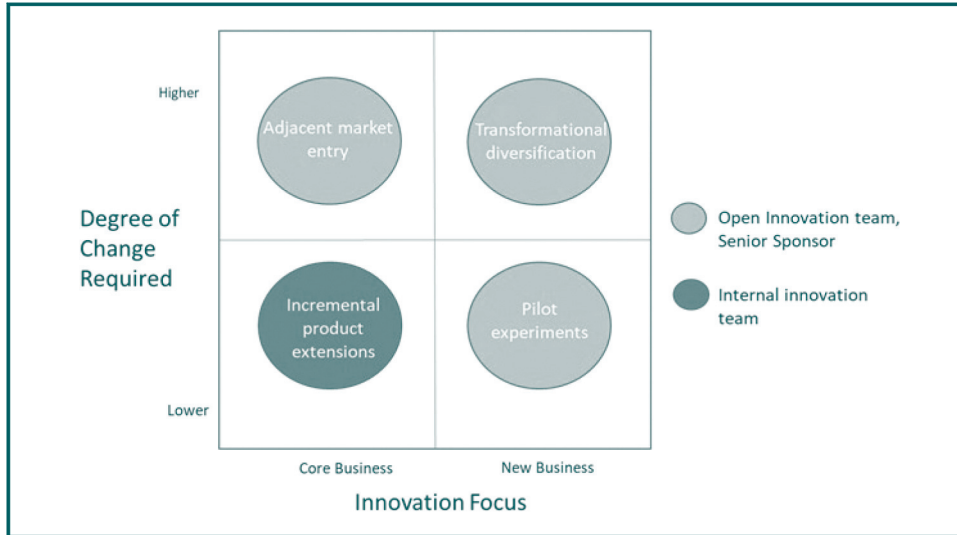 Higher
Adjacent market
entry
Transformational
diversification
Degree of
Change
Required
Open Innovation team,
Senior Sponsor
Internal innovation
team
Incremental
product
extensions
Pilot
experiments
Lower
Core Business
New Business
Innovation Focus